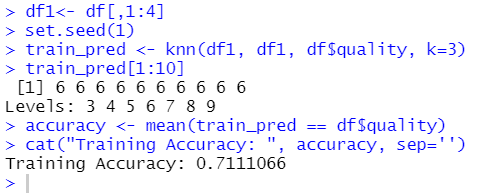 > df1<- df[,1:4]
> set.seed(1)
> train_pred <- knn(df1, df1, df$quality, k=3)
> train_pred[1:10]
 [1] 6 6 6 6 6 6 6 6 6 6
Levels: 3 4 5 6 7 8 9
> accuracy <- mean(train_pred == df$quality)
> cat("Training Accuracy: ", accuracy, sep='')
Training Accuracy: 0.7111066
>